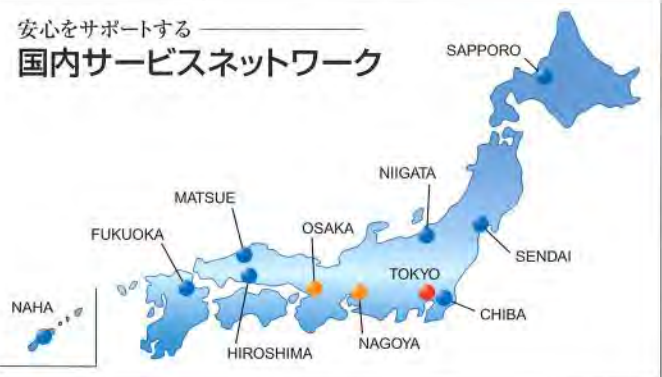 安心をサポートする
国内サービスネットワーク
SAPPORO
NIIGATA
MATSUE
OSAKA
FUKUOKA
SENDAI
TOKYO
NAHA
CHIBA
NAGOYA
HIROSHIMA